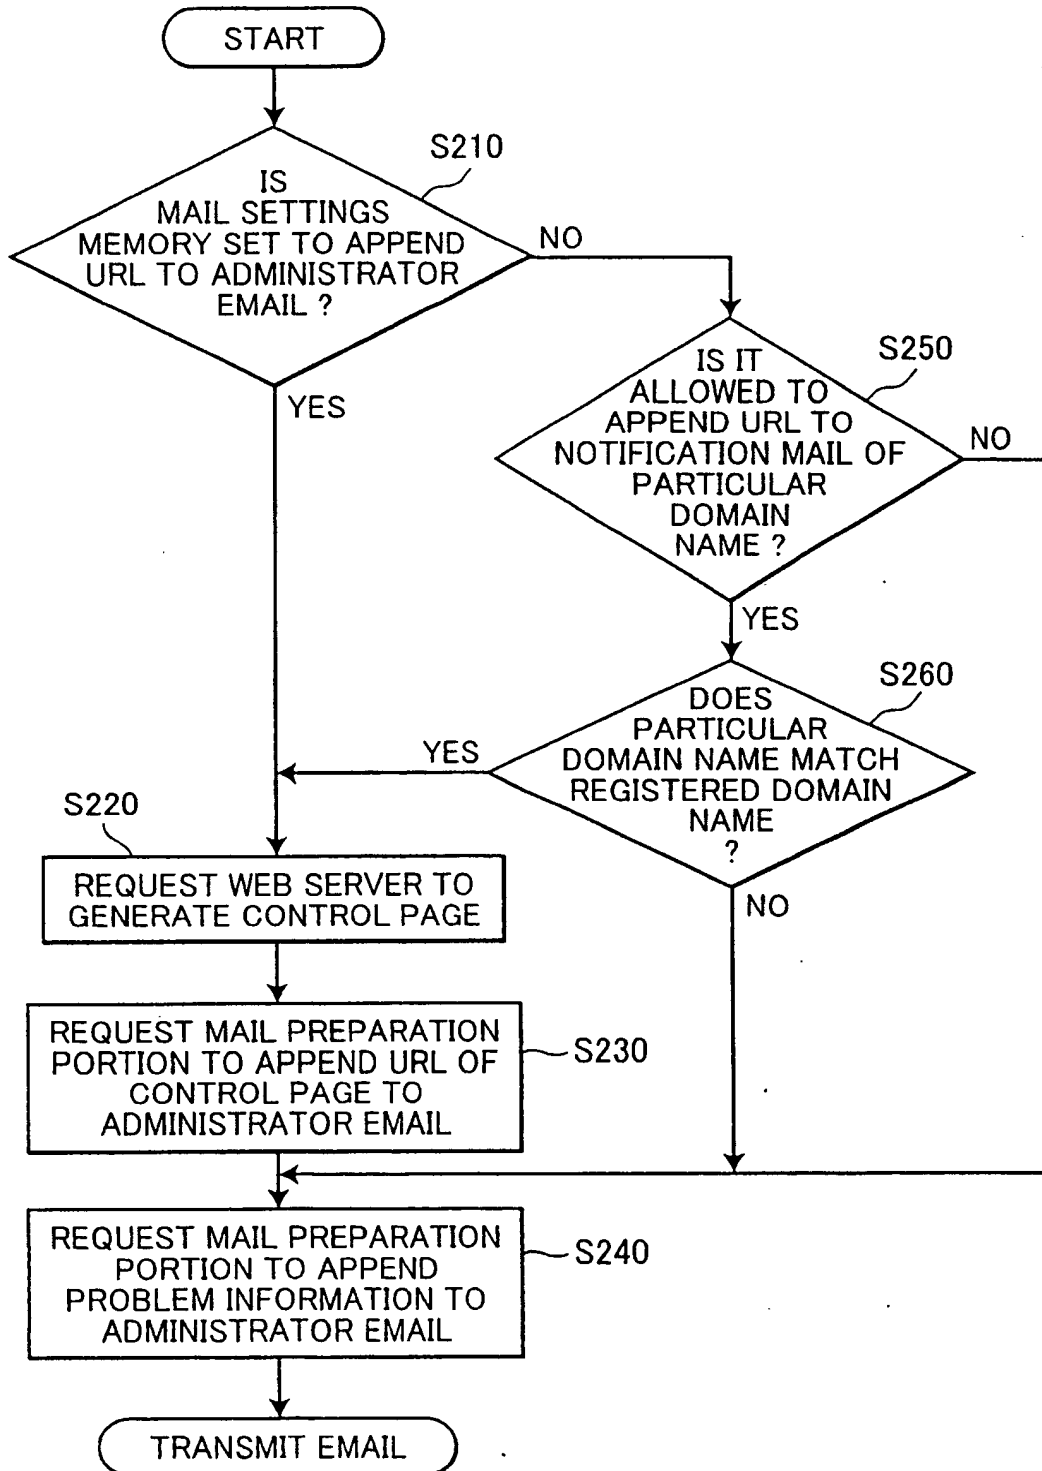 START
S210
IS
MAIL SETTINGS
MEMORY SET TO APPEND
URL TO ADMINISTRATOR
EMAIL ?
NO
YES
S250
IS IT
ALLOWED TO
APPEND URL TO
NOTIFICATION MAIL OF
PARTICULAR
DOMAIN
NAME ?
NO
YES
S260
DOES
PARTICULAR
DOMAIN NAME MATCH
REGISTERED DOMAIN
NAME
?
YES
NO
S220
REQUEST WEB SERVER TO
GENERATE CONTROL PAGE
REQUEST MAIL PREPARATION
PORTION TO APPEND URL OF
CONTROL PAGE TO
ADMINISTRATOR EMAIL
S230
REQUEST MAIL PREPARATION
PORTION TO APPEND
PROBLEM INFORMATION TO
ADMINISTRATOR EMAIL
S240
TRANSMIT EMAIL